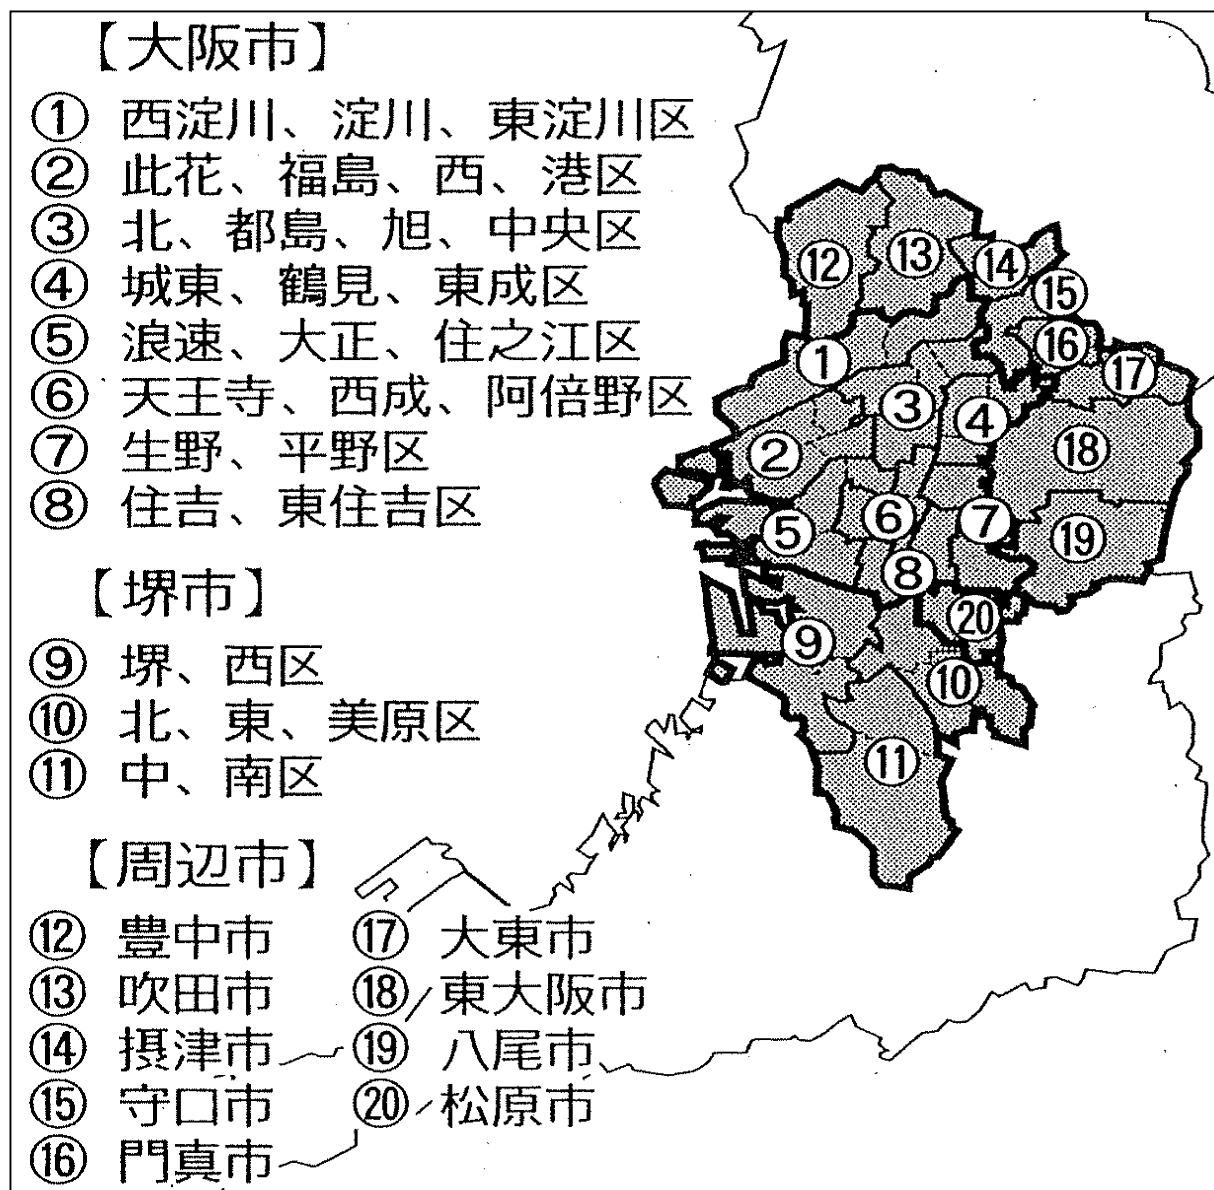 【大阪市】
① 西淀川、淀川、東淀川区
② 此花、福島、西、港区
③ 北、都島、旭、中央区
④ 城東、鶴見、東成区
⑤ 浪速、大正、住之江区
⑥ 天王寺、西成、阿倍野区
⑦ 生野、平野区
⑧ 住吉、東住吉区
【堺市】
⑨ 堺、西区
⑩ 北、東、美原区
⑪ 中、南区
【周辺市】
⑫ 豊中市
⑬ 吹田市
⑭ 摂津市
⑮ 守口市
⑯ 門真市
⑰ 大東市
⑱ 東大阪市
⑲ 八尾市
⑳ 松原市
⑫
⑬
⑭
⑮
⑯
⑰
①
③
④
⑱
②
⑤
⑥
⑦
⑲
⑧
⑳
⑨
⑩
⑪